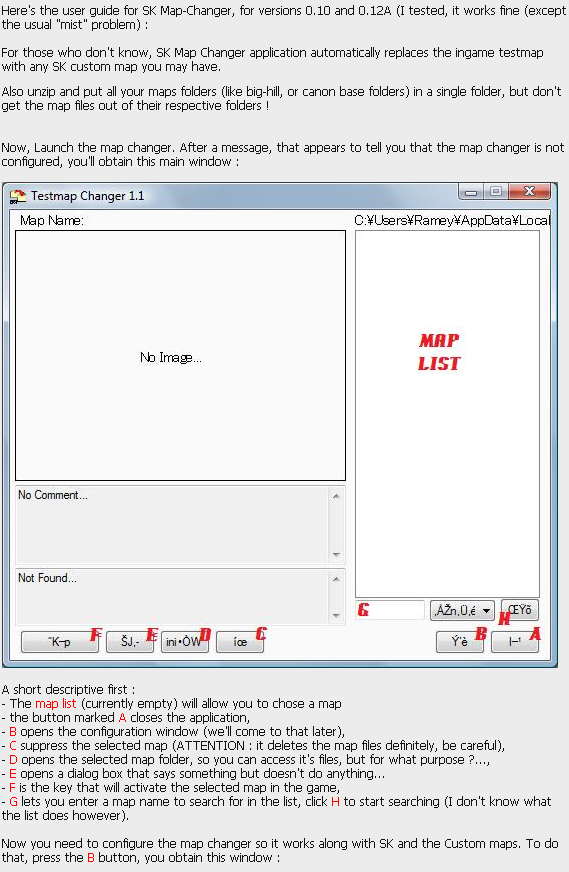 Here's the user guide for SK Map-Changer, for versions 0.10 and 0.12A (I tested, it works fine (except
the usual "mist" problem) :
For those who don't know, SK Map Changer application automatically replaces the ingame testmap
with any SK custom map you may have.
Also unzip and put all your maps folders (like big-hill, or canon base folders) in a single folder, but don't
get the map files out of their respective folders !
Now, Launch the map changer. After a message, that appears to tell you that the map changer is not
configured, you'll obtain this main window :
Testmap Changer 1.1
Map Name:
C:¥Users¥Ramey¥AppData¥Local
No Image...
MAP
LIST
No Comment...
Not Found...
G
‚ÅŽn‚Ü‚é
H
ŒŸõ
¯K—p
F
ŠJ‚­
E
ini•ÒW
D
íœ
C
Ý’è
B
I—¹
A
A short descriptive first :
- The map list (currently empty) will allow you to chose a map
- the button marked A closes the application,
- B opens the configuration window (we'll come to that later),
- C suppress the selected map (ATTENTION : it deletes the map files definitely, be careful),
- D opens the selected map folder, so you can access it's files, but for what purpose ?...,
- E opens a dialog box that says something but doesn't do anything...
- F is the key that will activate the selected map in the game,
- G lets you enter a map name to search for in the list, click H to start searching (I don't know what
the list does however).
Now you need to configure the map changer so it works along with SK and the Custom maps. To do
that, press the B button, you obtain this window :